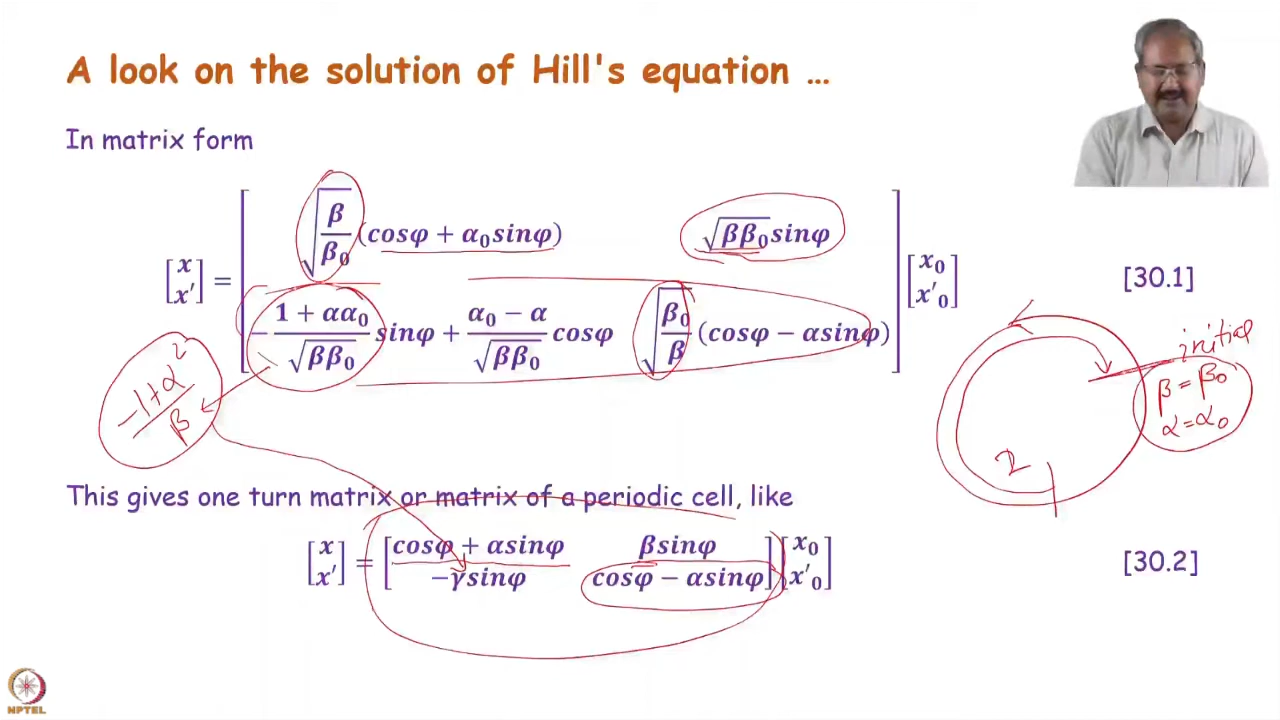 A look on the solution of Hill's equation ...
In matrix form
[x x'] = [√(β/β₀) (cosφ + α₀sinφ) √(ββ₀) sinφ
− (1 + αα₀)/√(ββ₀) sinφ + (α₀ − α)/√(ββ₀) cosφ √(β₀/β) (cosφ − αsinφ)] [x₀ x'₀] [30.1]
initial
β = β₀
α = α₀
−1+α²
β
This gives one turn matrix or matrix of a periodic cell, like
[x x'] = [cosφ + αsinφ βsinφ
−γsinφ cosφ − αsinφ] [x₀ x'₀] [30.2]
NPTEL